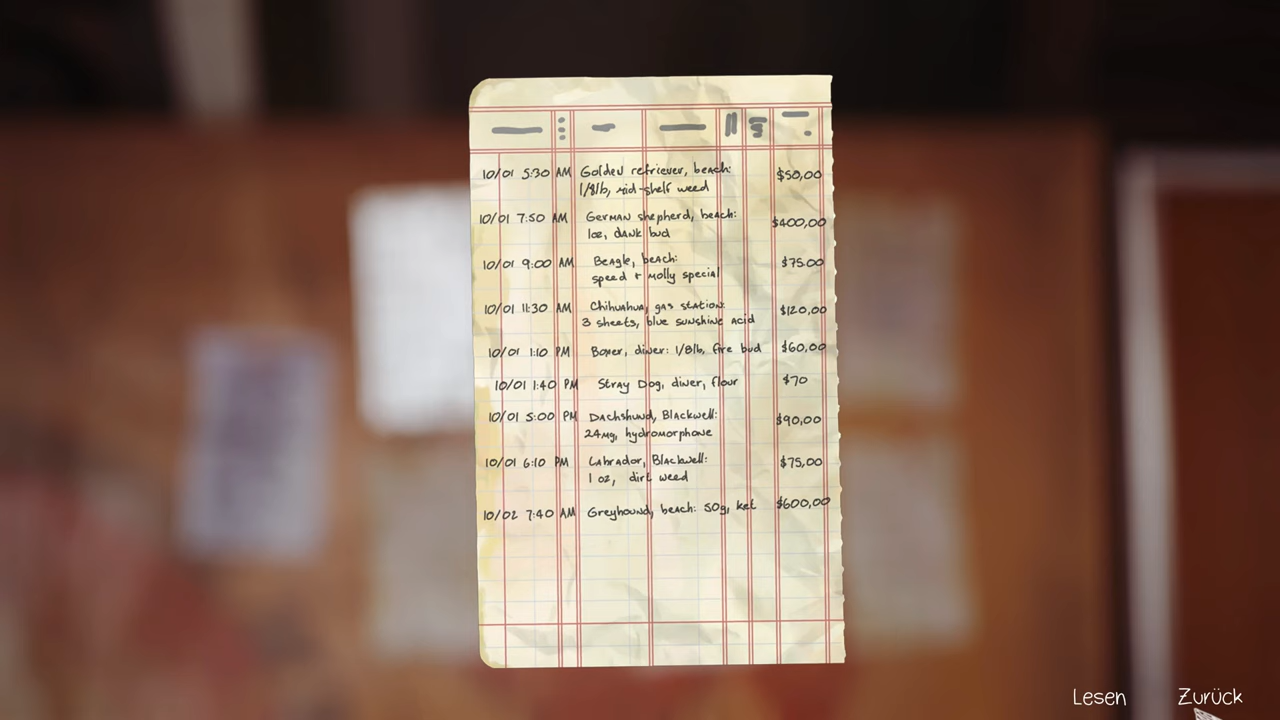 10/01 5:30 AM Golden retriever, beach: $50,00
1/8lb, mid-shelf weed
10/01 7:50 AM German shepherd, beach: $400,00
1oz, dank bud
10/01 9:00 AM Beagle, beach: $75.00
speed + molly special
10/01 11:30 AM Chihuahua, gas station: $120,00
3 sheets, blue sunshine acid
10/01 1:10 PM Boxer, diner: 1/8lb, fire bud $60,00
10/01 1:40 PM Stray Dog, diner, flour $70
10/01 5:00 PM Dachshund, Blackwell: $90,00
24mg, hydromorphone
10/01 6:10 PM Labrador, Blackwell: $75,00
1 oz, dirt weed
10/02 7:40 AM Greyhound, beach: 50g, ket $600,00
Lesen Zurück